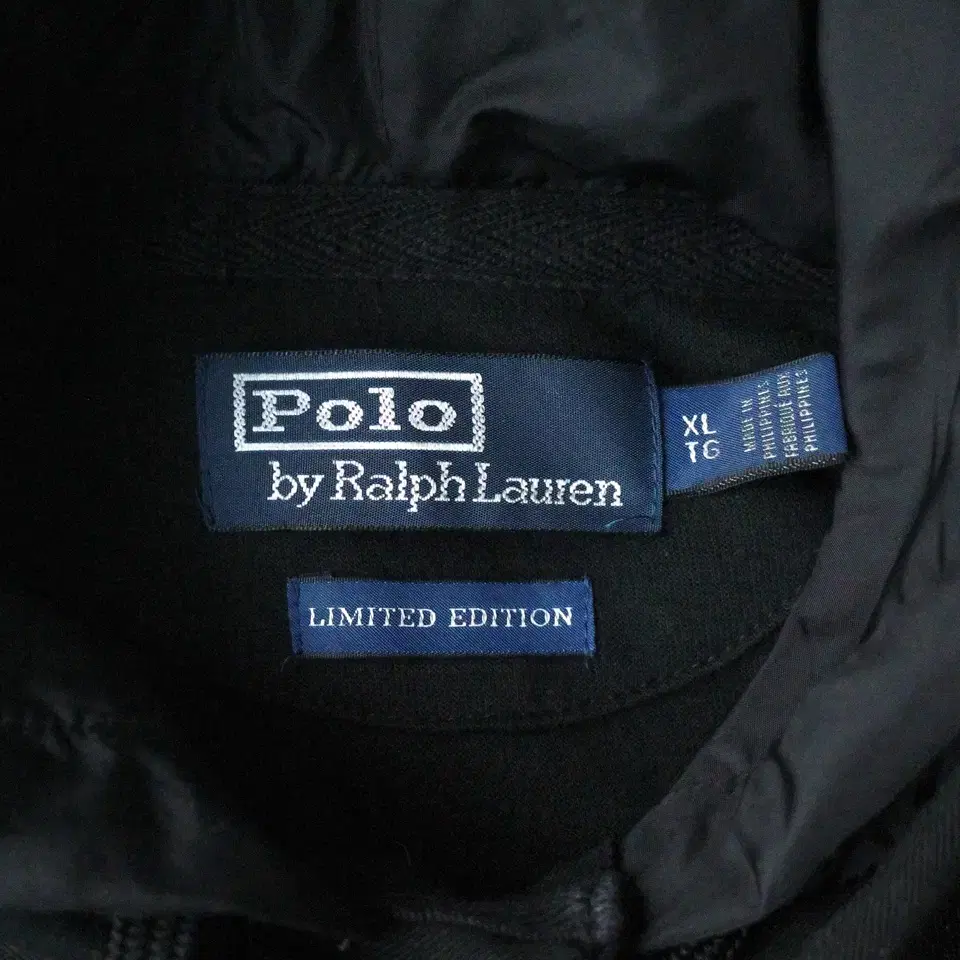 Polo
by Ralph Lauren
XL
TG
MADE IN
PHILIPPINES
FABRIQUÉ AUX
PHILIPPINES
LIMITED EDITION